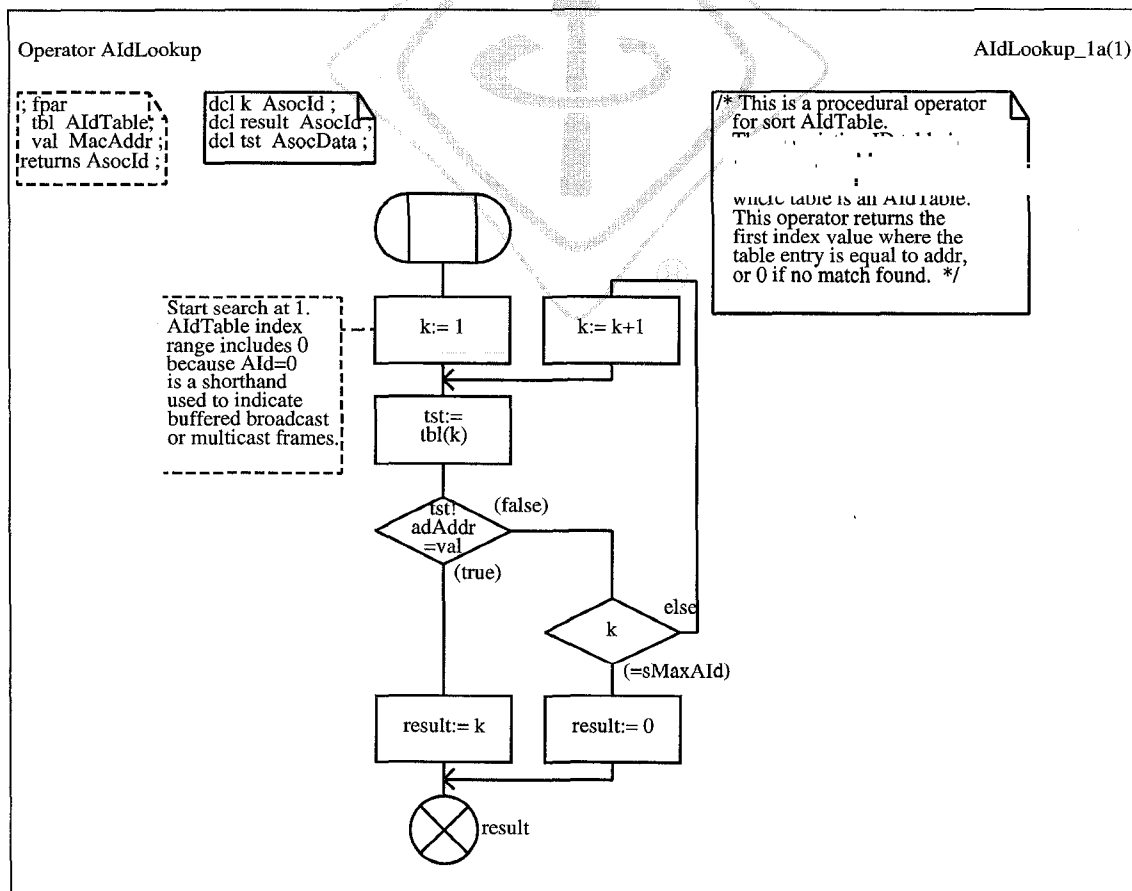 Operator AIdLookup
AIdLookup_1a(1)
; fpar
tbl AIdTable;
val MacAddr ;
returns AsocId ;
dcl k AsocId ;
dcl result AsocId ;
dcl tst AsocData ;
/* This is a procedural operator
for sort AIdTable.
where table is an AIdTable.
This operator returns the
first index value where the
table entry is equal to addr,
or 0 if no match found. */
Start search at 1.
AIdTable index
range includes 0
because AId=0
is a shorthand
used to indicate
buffered broadcast
or multicast frames.
k:= 1
k:= k+1
tst:=
tbl(k)
tst!
adAddr
=val
(false)
(true)
k
else
(=sMaxAId)
result:= k
result:= 0
result